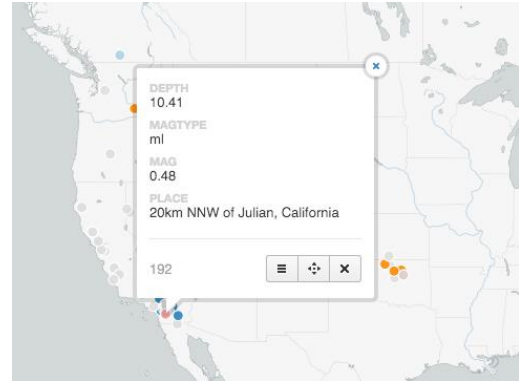 DEPTH
10.41
MAGTYPE
ml
MAG
0.48
PLACE
20km NNW of Julian, California
192